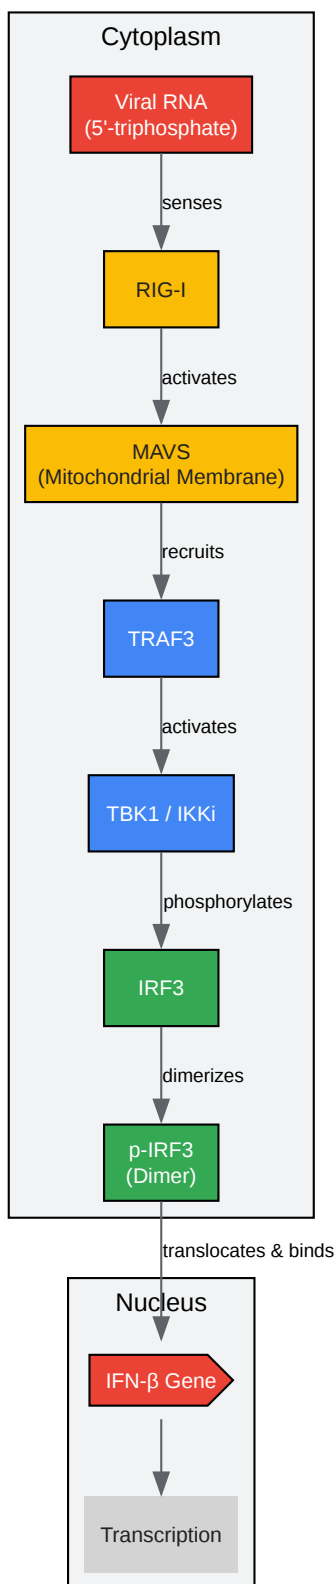 Cytoplasm
Viral RNA
(5'-triphosphate)
senses
RIG-I
activates
MAVS
(Mitochondrial Membrane)
recruits
TRAF3
activates
TBK1 / IKKi
phosphorylates
IRF3
dimerizes
p-IRF3
(Dimer)
translocates & binds
Nucleus
IFN-β Gene
Transcription